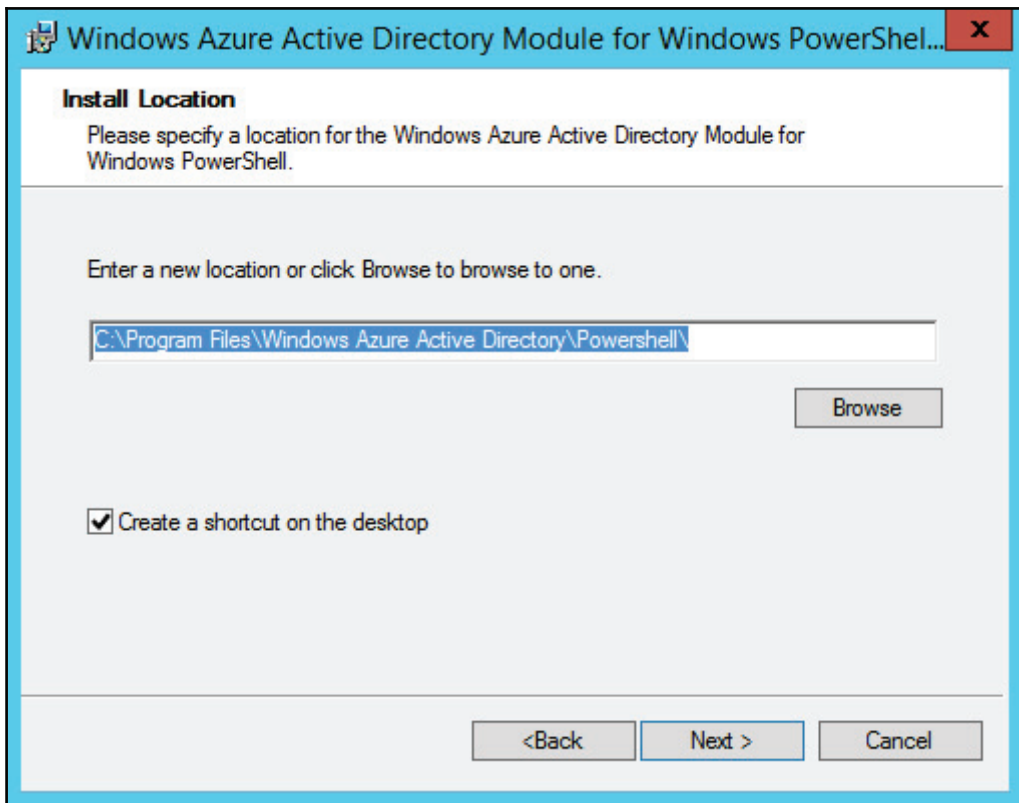 Windows Azure Active Directory Module for Windows PowerShel...
x
Install Location
Please specify a location for the Windows Azure Active Directory Module for
Windows PowerShell.
Enter a new location or click Browse to browse to one.
C:\Program Files\Windows Azure Active Directory\Powershell\
Browse
Create a shortcut on the desktop
<Back Next > Cancel